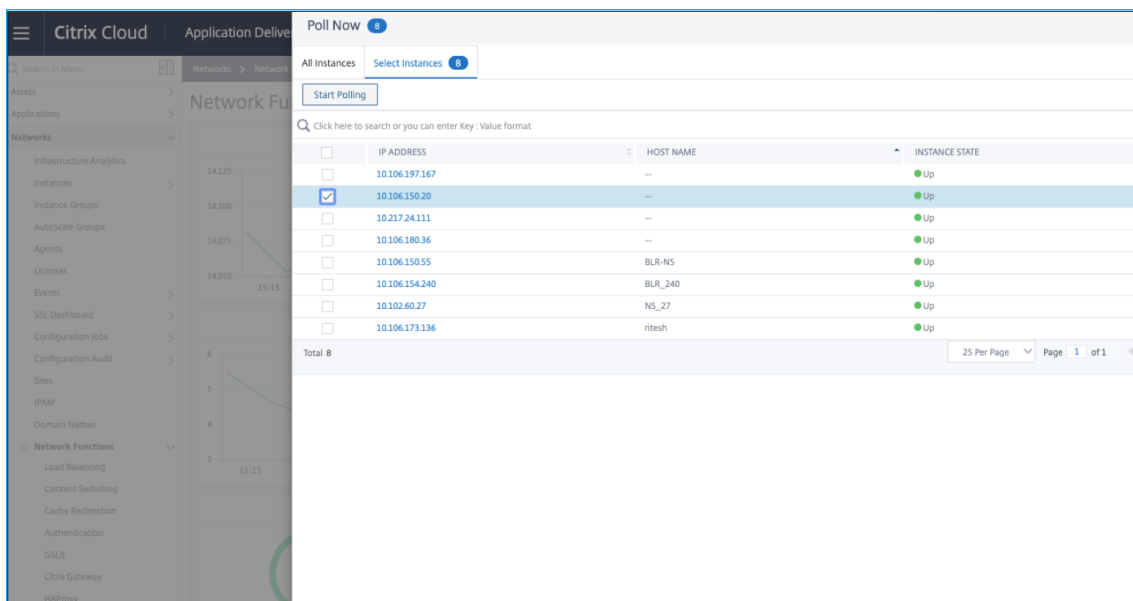 Citrix Cloud
Application Delive
Search in Menu
Assets
Applications
Networks
Infrastructure Analytics
Instances
Instance Groups
AutoScale Groups
Agents
Licenses
Events
SSL Dashboard
Configuration Jobs
Configuration Audit
Sites
IPAM
Domain Names
Network Functions
Load Balancing
Content Switching
Cache Redirection
Authentication
GSLB
Citrix Gateway
HAProxy
Networks > Network
Network Fu
14,125
14,100
14,075
14,050
15:15
6
5
4
3
15:15
Poll Now 8
All Instances Select Instances 8
Start Polling
Click here to search or you can enter Key : Value format
IP ADDRESS HOST NAME INSTANCE STATE
10.106.197.167 -- Up
10.106.150.20 -- Up
10.217.24.111 -- Up
10.106.180.36 -- Up
10.106.150.55 BLR-NS Up
10.106.154.240 BLR_240 Up
10.102.60.27 NS_27 Up
10.106.173.136 ritesh Up
Total 8 25 Per Page Page 1 of 1